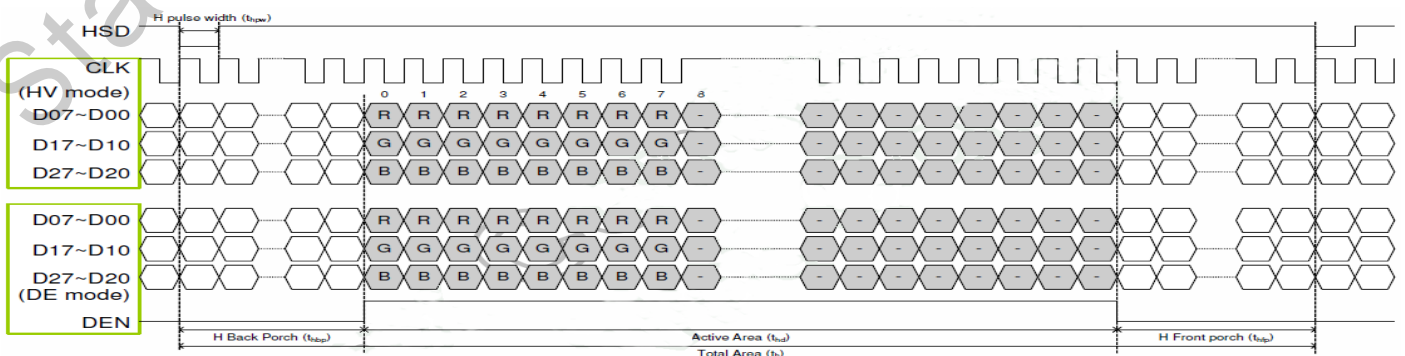 Sta
H pulse width (thpw)
HSD
CLK
(HV mode)
0 1 2 3 4 5 6 7 8
D07~D00 R R R R R R R R - - - - - - - - -
D17~D10 G G G G G G G G - - - - - - - - -
D27~D20 B B B B B B B B - - - - - - - - -
D07~D00 R R R R R R R R - - - - - - - - -
D17~D10 G G G G G G G G - - - - - - - - -
D27~D20 B B B B B B B B - - - - - - - - -
(DE mode)
DEN
H Back Porch (thbp) Active Area (thd) H Front porch (thfp)
Total Area (th)